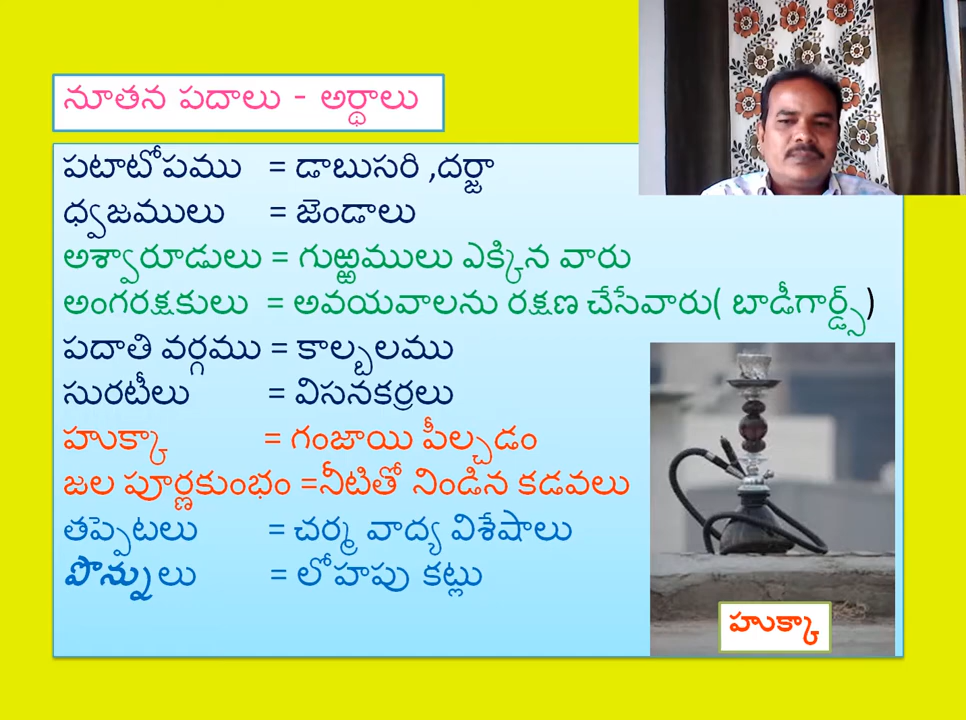 నూతన పదాలు - అర్థాలు
పటాటోపము = డాబుసరి ,దర్జా
ధ్వజములు = జెండాలు
అశ్వారూడులు = గుఱ్ఱములు ఎక్కిన వారు
అంగరక్షకులు = అవయవాలను రక్షణ చేసేవారు( బాడీగార్డ్స్)
పదాతి వర్గము = కాల్బలము
సురటీలు = విసనకర్రలు
హుక్కా = గంజాయి పీల్చడం
జల పూర్ణకుంభం =నీటితో నిండిన కడవలు
తప్పెటలు = చర్మ వాద్య విశేషాలు
పొన్నులు = లోహపు కట్లు
హుక్కా